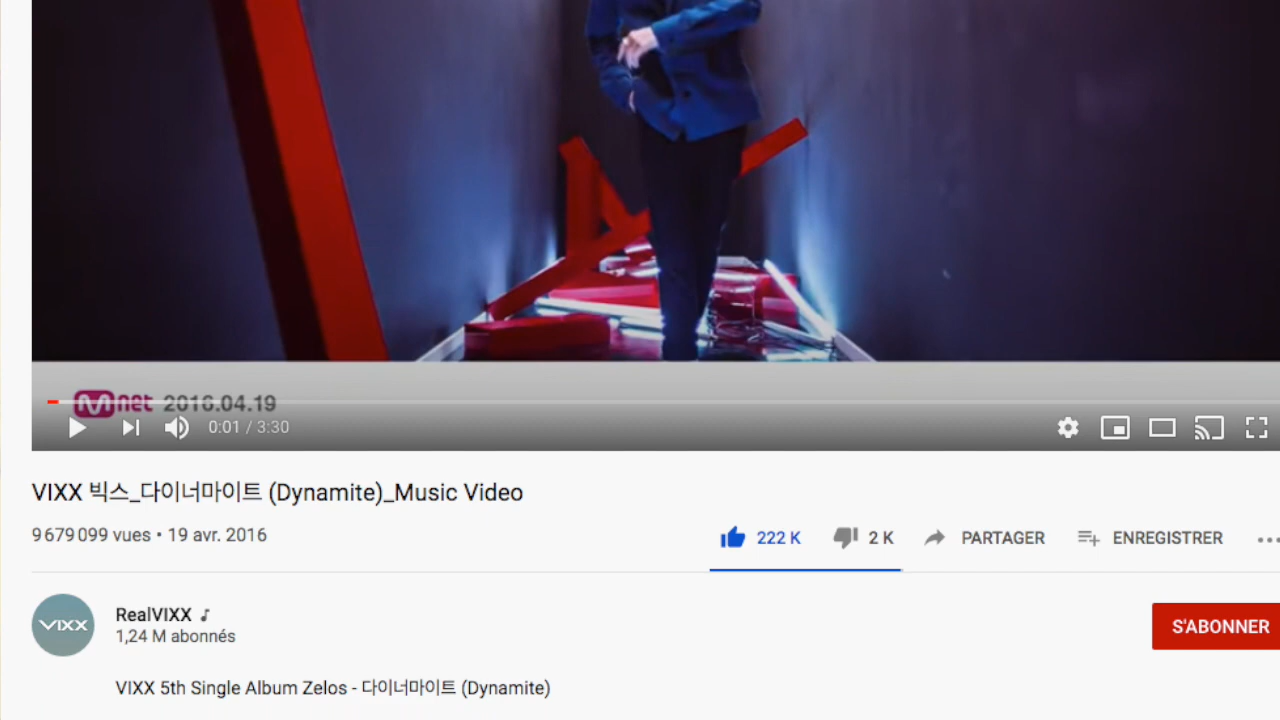 Mnet 2016.04.19
0:01 / 3:30
VIXX 빅스_다이너마이트 (Dynamite)_Music Video
9 679 099 vues • 19 avr. 2016
222 K 2 K PARTAGER ENREGISTRER
VIXX
RealVIXX
1,24 M abonnés
S'ABONNER
VIXX 5th Single Album Zelos - 다이너마이트 (Dynamite)